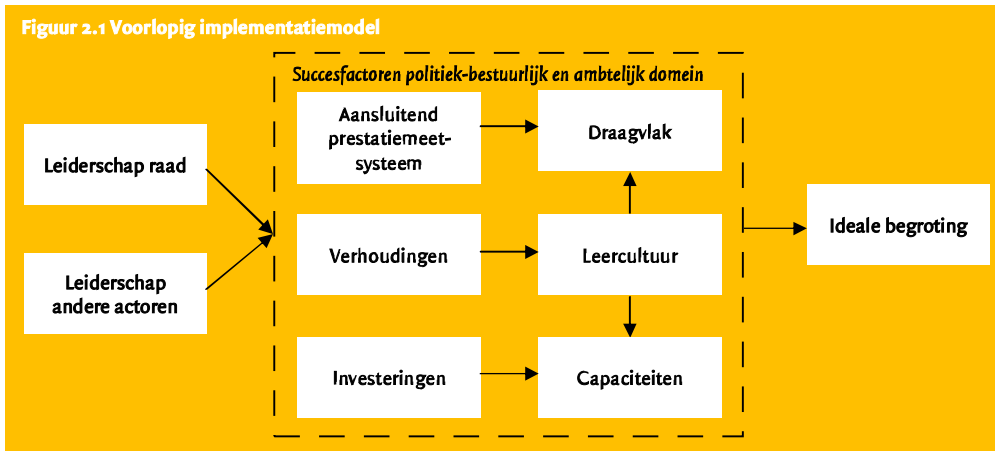 Figuur 2.1 Voorlopig implementatiemodel
Succesfactoren politiek-bestuurlijk en ambtelijk domein
Leiderschap raad
Leiderschap
andere actoren
Aansluitend
prestatiemeet-
systeem
Draagvlak
Verhoudingen
Leercultuur
Investeringen
Capaciteiten
Ideale begroting